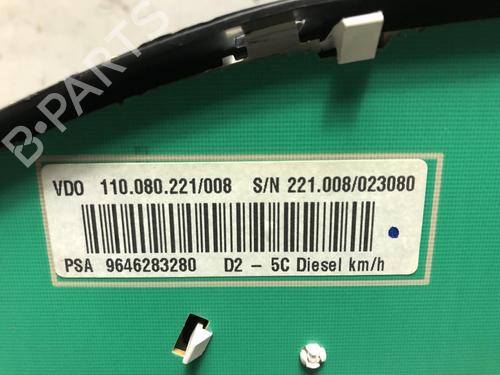 B-PARTS
VDO 110.080.221/008 S/N 221.008/023080
PSA 9646283280 D2 - 5C Diesel km/h